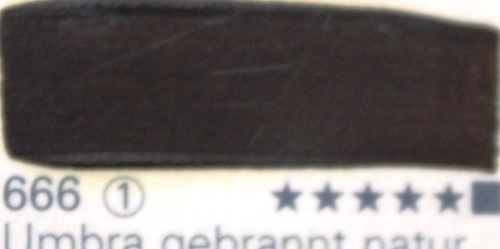 666 ① ★★★★★■
Umbra gebrannt natur